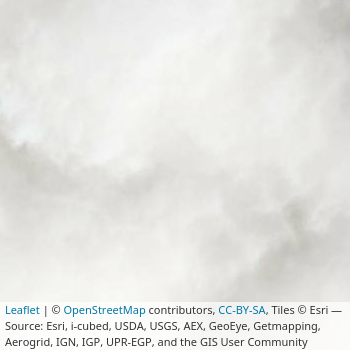 Leaflet | © OpenStreetMap contributors, CC-BY-SA, Tiles © Esri —
Source: Esri, i-cubed, USDA, USGS, AEX, GeoEye, Getmapping,
Aerogrid, IGN, IGP, UPR-EGP, and the GIS User Community